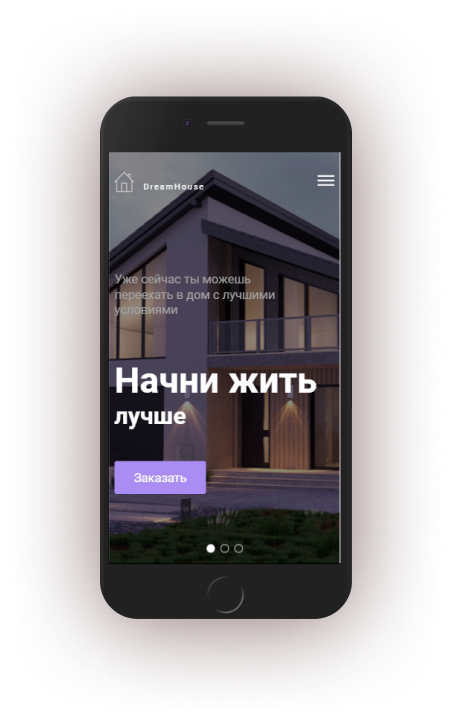 DreamHouse
Уже сейчас ты можешь
переехать в дом с лучшими
условиями
Начни жить
лучше
Заказать